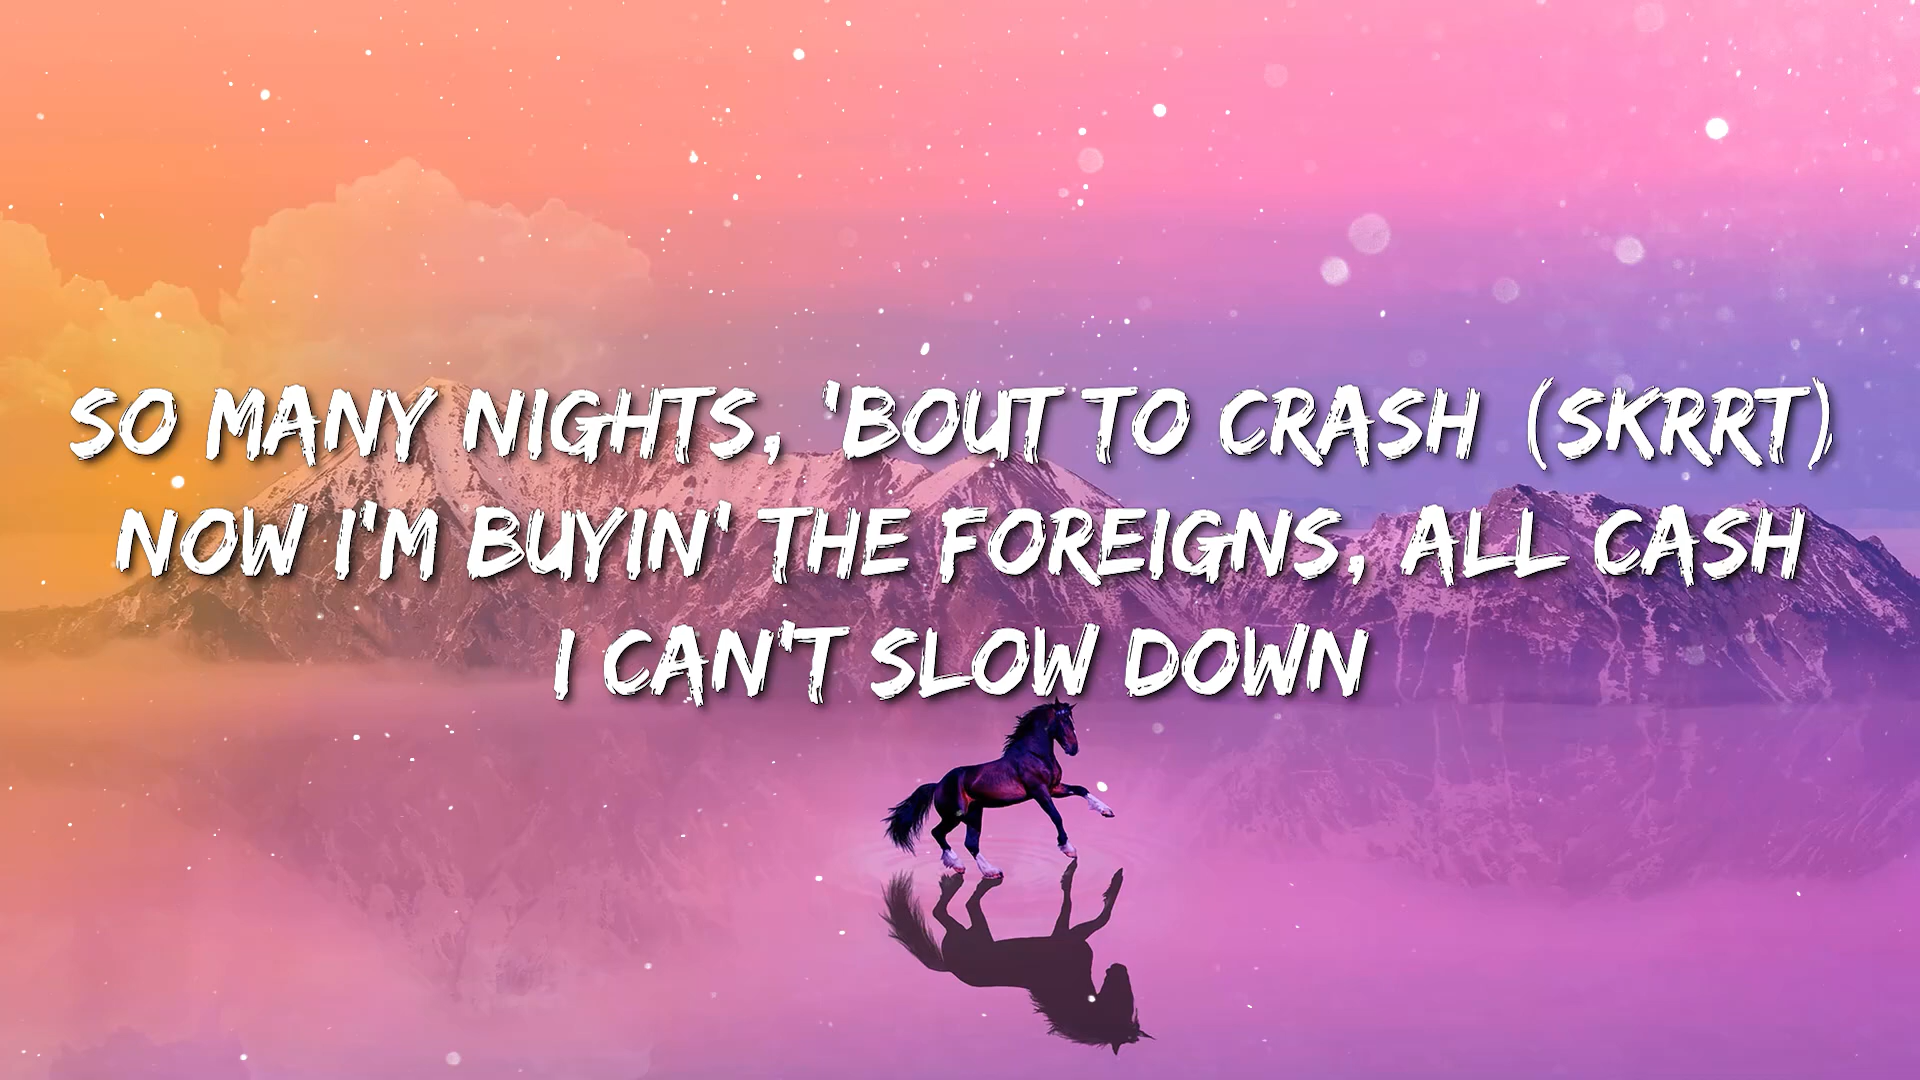 SO MANY NIGHTS, 'BOUT TO CRASH (SKRRT)
NOW I'M BUYIN' THE FOREIGNS, ALL CASH
I CAN'T SLOW DOWN